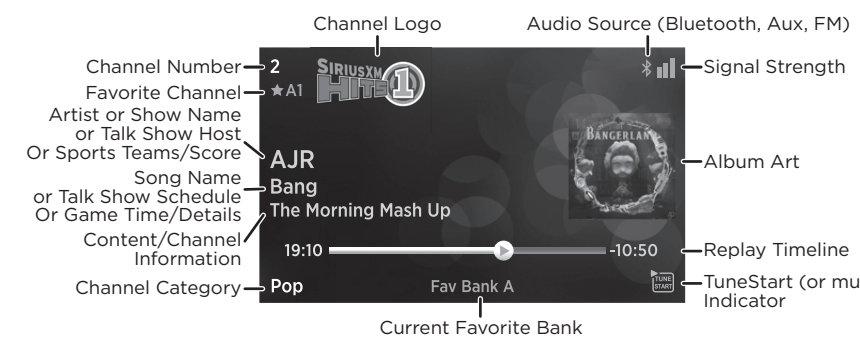 Channel Logo
Audio Source (Bluetooth, Aux, FM)
Channel Number
2
SIRIUSXM
HITS 1
Signal Strength
Favorite Channel
★A1
Artist or Show Name
or Talk Show Host
Or Sports Teams/Score
AJR
BANGERLAN
Album Art
Song Name
or Talk Show Schedule
Or Game Time/Details
Bang
The Morning Mash Up
Content/Channel
Information
19:10
-10:50
Replay Timeline
Channel Category
Pop
Fav Bank A
TUNE
START
TuneStart (or mu
Indicator
Current Favorite Bank